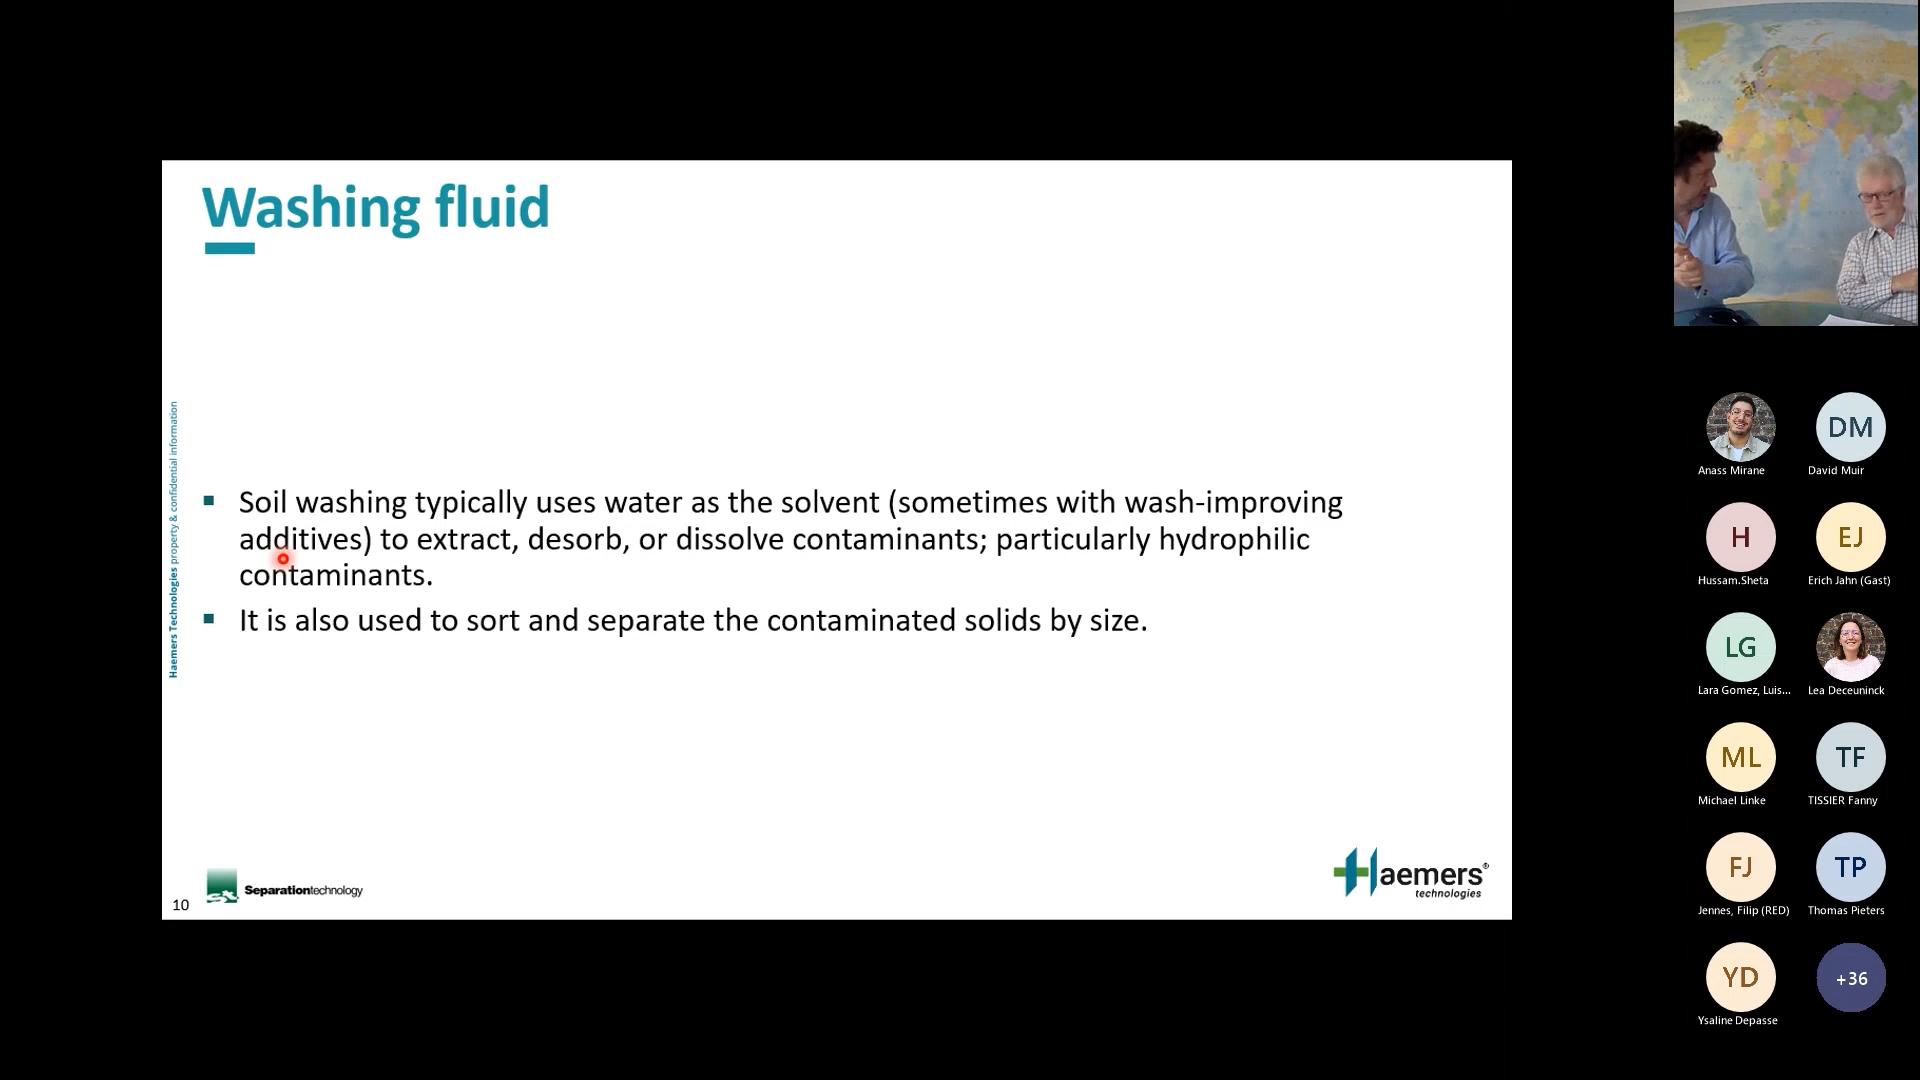 Washing fluid
Haemers Technologies property & confidential information
▪ Soil washing typically uses water as the solvent (sometimes with wash-improving
additives) to extract, desorb, or dissolve contaminants; particularly hydrophilic
contaminants.
▪ It is also used to sort and separate the contaminated solids by size.
10
st
Separationtechnology
Haemers®
technologies
Anass Mirane
DM
David Muir
H
Hussam.Sheta
EJ
Erich Jahn (Gast)
LG
Lara Gomez, Luis...
Lea Deceuninck
ML
Michael Linke
TF
TISSIER Fanny
FJ
Jennes, Filip (RED)
TP
Thomas Pieters
YD
Ysaline Depasse
+36